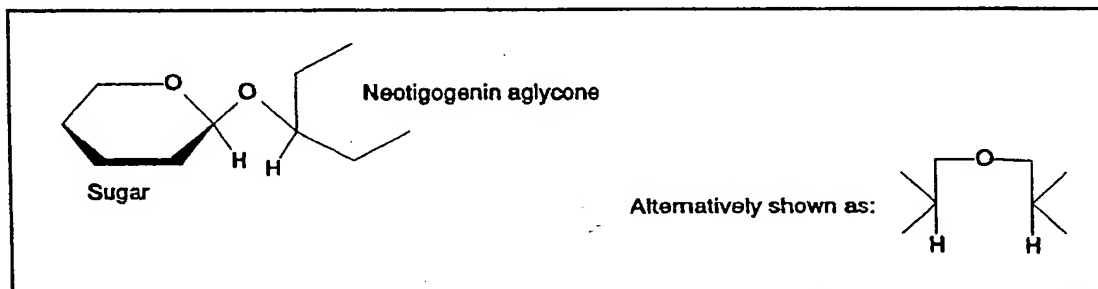 O
O
Neotigogenin aglycone
H
H
Sugar
O
Alternatively shown as:
H
H